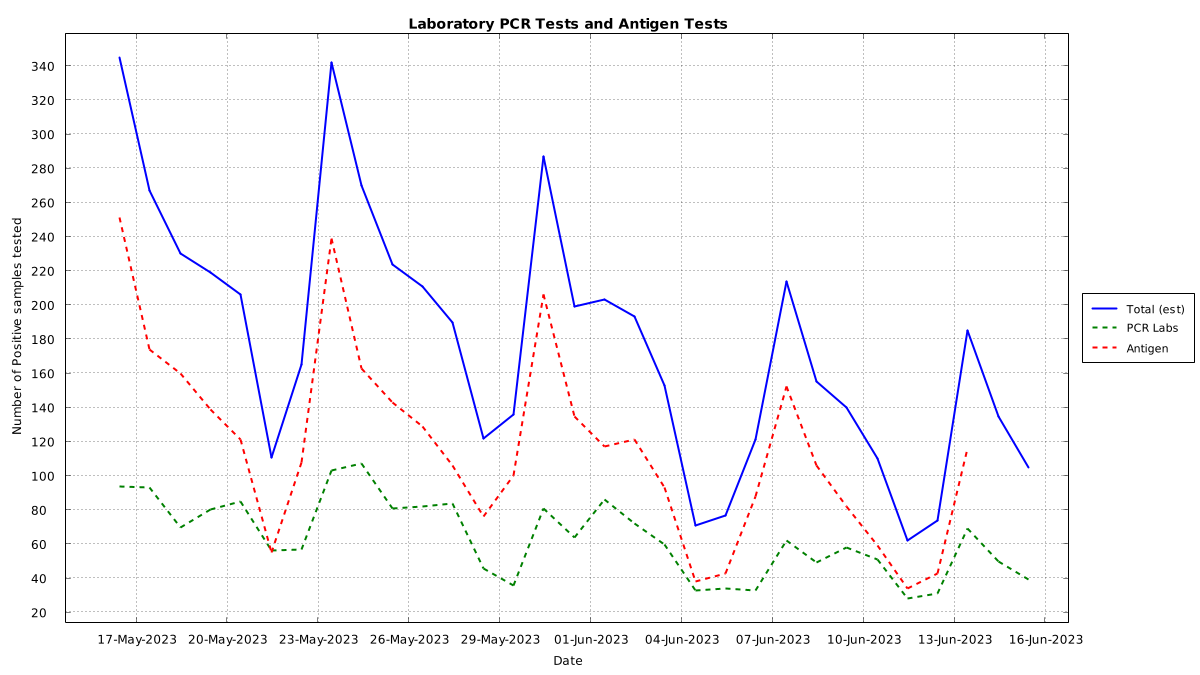 Laboratory PCR Tests and Antigen Tests
340
320
300
280
260
240
220
200
180
160
140
120
100
80
60
40
20
Number of Positive samples tested
17-May-2023 20-May-2023 23-May-2023 26-May-2023 29-May-2023 01-Jun-2023 04-Jun-2023 07-Jun-2023 10-Jun-2023 13-Jun-2023 16-Jun-2023
Date
Total (est)
PCR Labs
Antigen